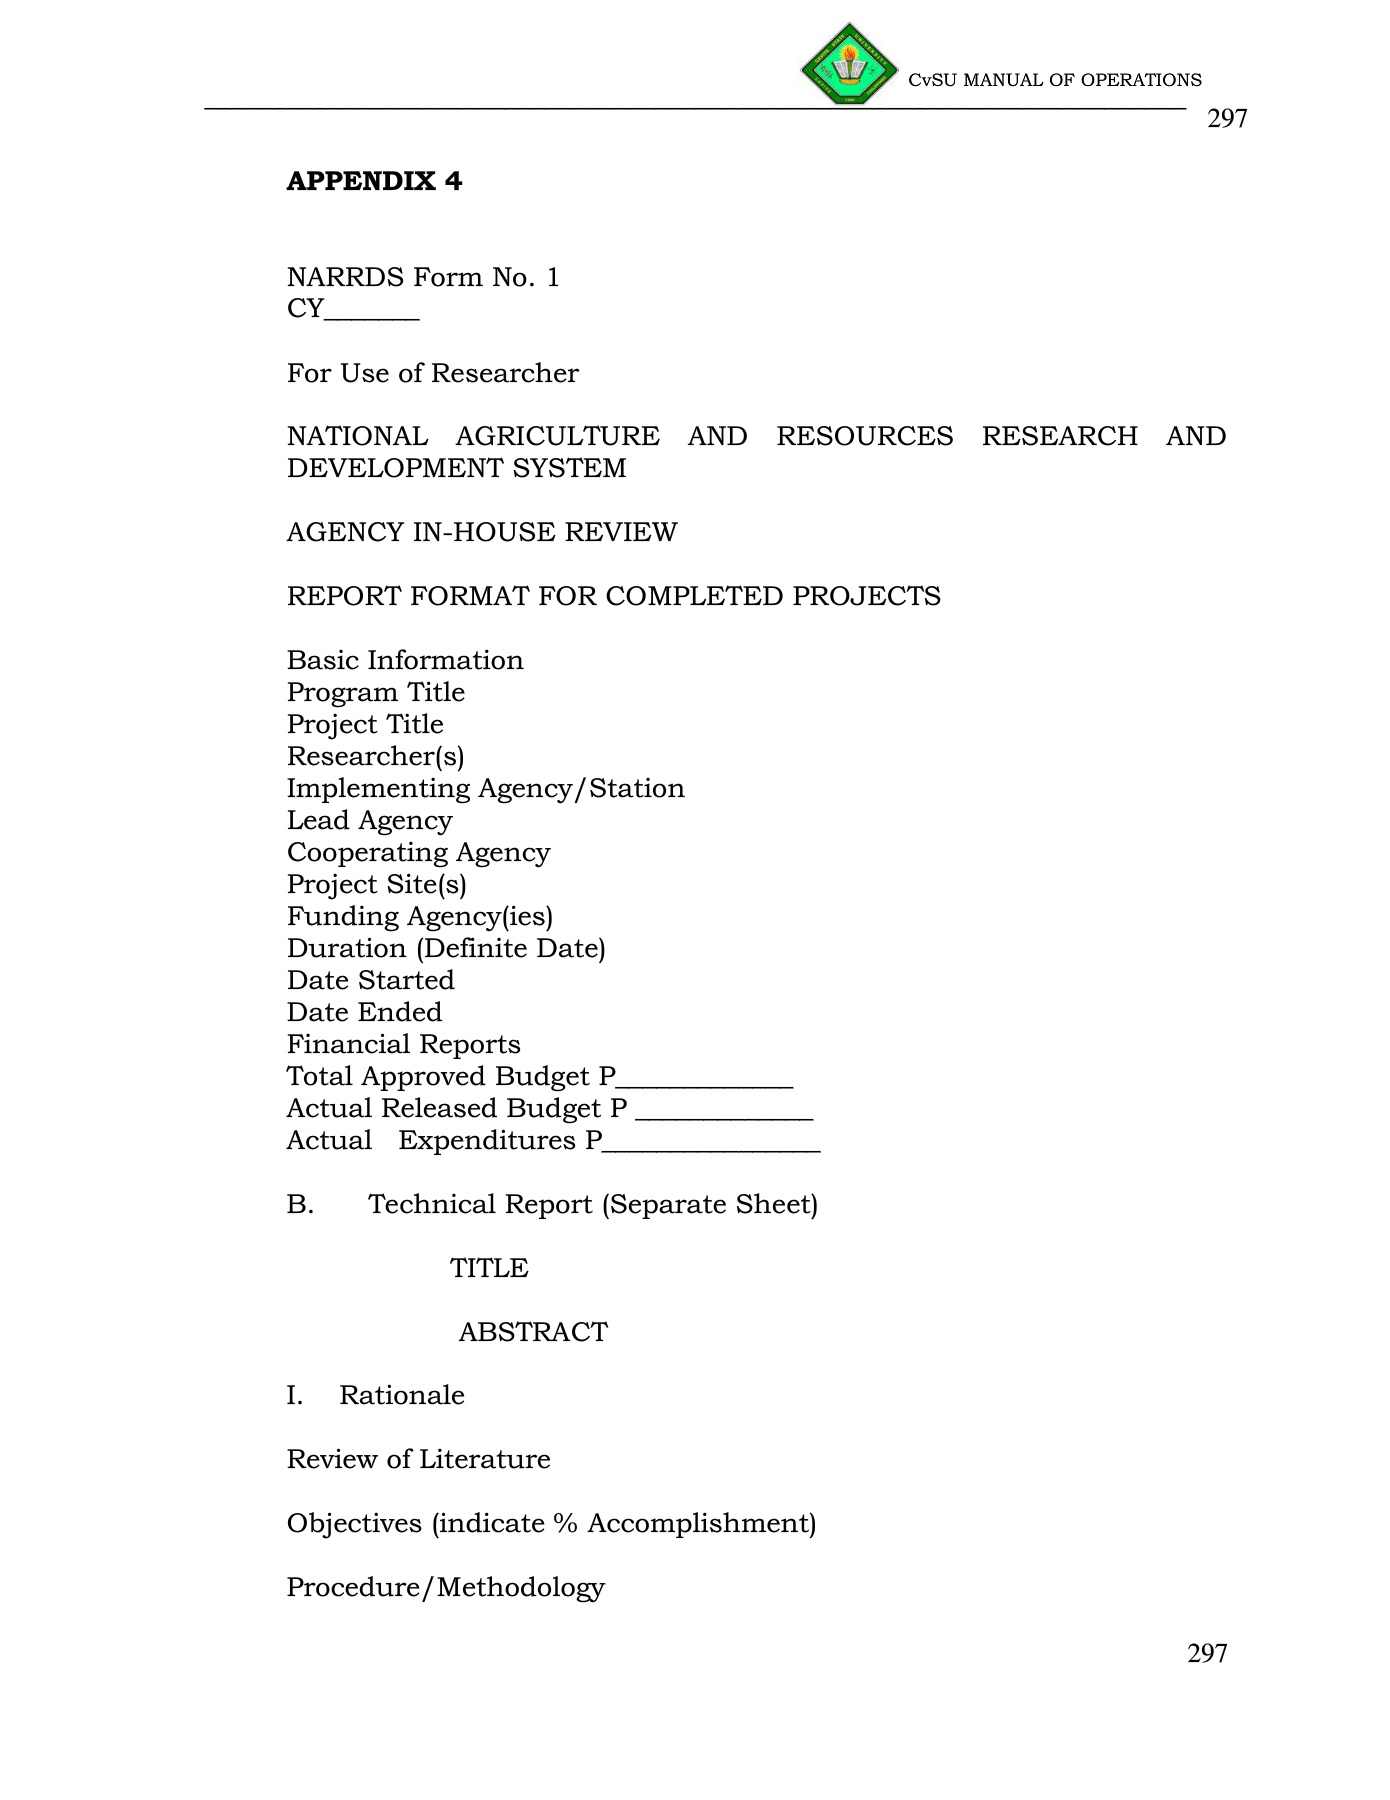 CvSU MANUAL OF OPERATIONS
297
APPENDIX 4
NARRDS Form No. 1
CY_______
For Use of Researcher
NATIONAL AGRICULTURE AND RESOURCES RESEARCH AND
DEVELOPMENT SYSTEM
AGENCY IN-HOUSE REVIEW
REPORT FORMAT FOR COMPLETED PROJECTS
Basic Information
Program Title
Project Title
Researcher(s)
Implementing Agency/Station
Lead Agency
Cooperating Agency
Project Site(s)
Funding Agency(ies)
Duration (Definite Date)
Date Started
Date Ended
Financial Reports
Total Approved Budget P_____________
Actual Released Budget P _____________
Actual Expenditures P________________
B. Technical Report (Separate Sheet)
TITLE
ABSTRACT
I. Rationale
Review of Literature
Objectives (indicate % Accomplishment)
Procedure/Methodology
297